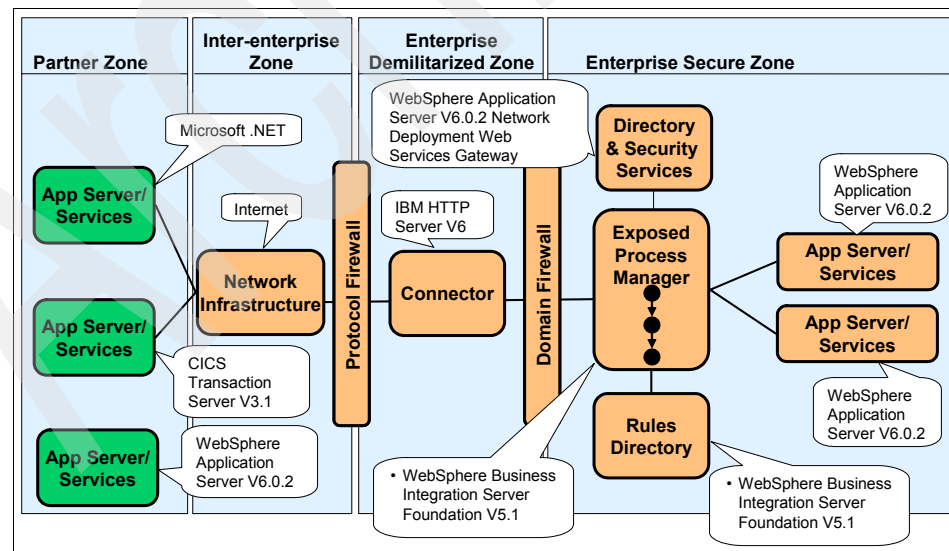 Partner Zone
Inter-enterprise
Zone
Enterprise
Demilitarized Zone
Enterprise Secure Zone
Microsoft .NET
App Server/
Services
App Server/
Services
CICS
Transaction
Server V3.1
App Server/
Services
WebSphere
Application
Server V6.0.2
Internet
Network
Infrastructure
Protocol Firewall
IBM HTTP
Server V6
Connector
Domain Firewall
WebSphere Application
Server V6.0.2 Network
Deployment Web
Services Gateway
Directory
& Security
Services
Exposed
Process
Manager
• WebSphere Business
Integration Server
Foundation V5.1
Rules
Directory
• WebSphere Business
Integration Server
Foundation V5.1
WebSphere
Application
Server V6.0.2
App Server/
Services
App Server/
Services
WebSphere
Application
Server V6.0.2